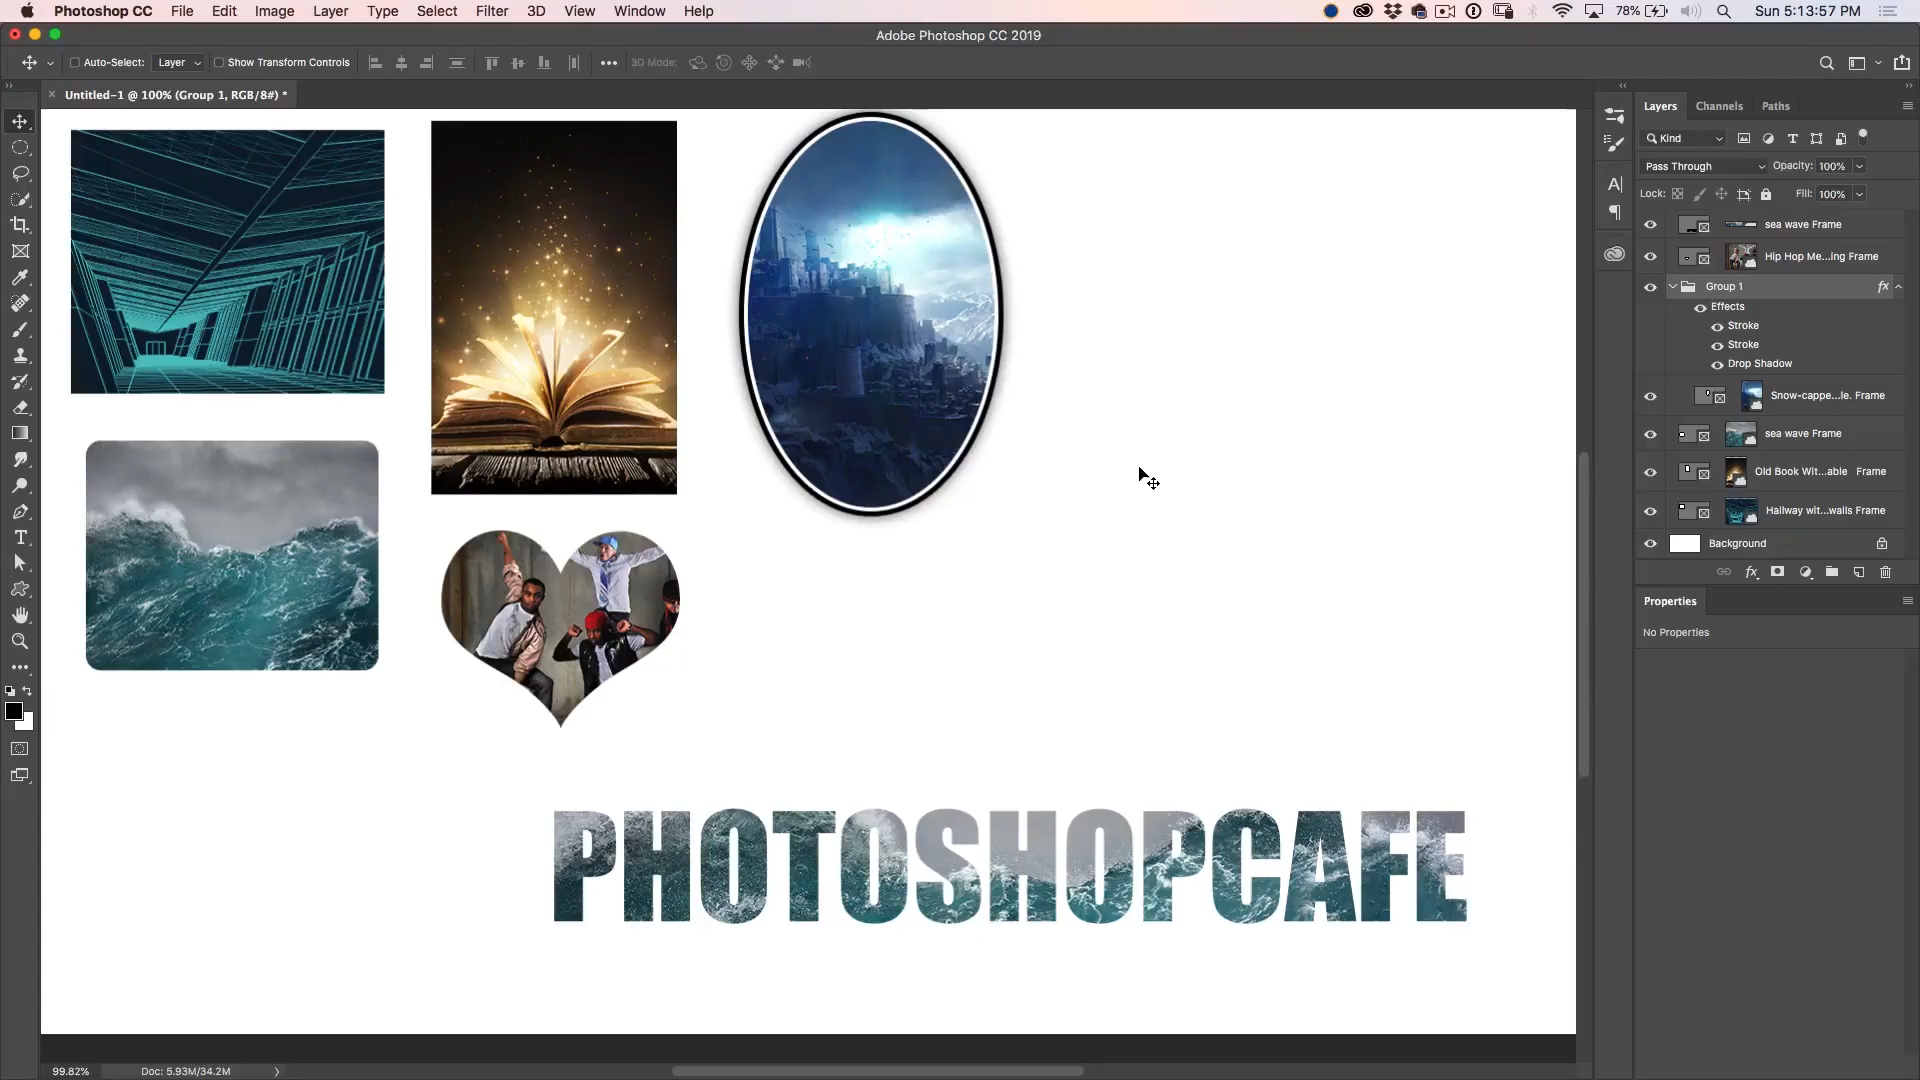 Photoshop CC File Edit Image Layer Type Select Filter 3D View Window Help 78% Sun 5:13:57 PM
Adobe Photoshop CC 2019
Auto-Select: Layer Show Transform Controls 3D Mode:
Untitled-1 @ 100% (Group 1, RGB/8#) *
Layers Channels Paths
Kind
Pass Through Opacity: 100%
Lock: Fill: 100%
sea wave Frame
Hip Hop Me...ing Frame
Group 1 fx
Effects
Stroke
Stroke
Drop Shadow
Snow-cappe...le. Frame
sea wave Frame
Old Book Wit...able Frame
Hallway wit...walls Frame
Background
fx
Properties
No Properties
PHOTOSHOPCAFE
99.82% Doc: 5.93M/34.2M